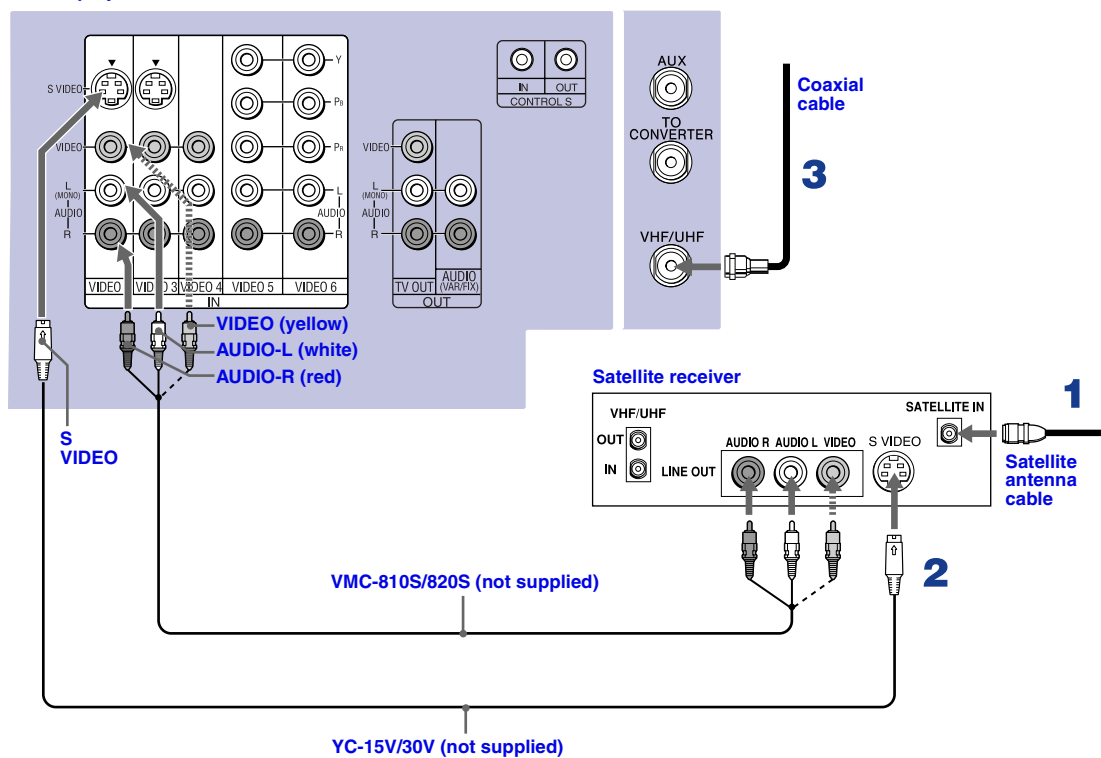 Y
S VIDEO
PB
VIDEO
PR
L
(MONO)
AUDIO
R
L
AUDIO
R
VIDEO
VIDEO 3
VIDEO 4
VIDEO 5
VIDEO 6
IN
IN
OUT
CONTROL S
VIDEO
L
(MONO)
AUDIO
R
TV OUT
AUDIO
(VAR/FIX)
OUT
AUX
TO
CONVERTER
VHF/UHF
Coaxial
cable
3
VIDEO (yellow)
AUDIO-L (white)
AUDIO-R (red)
S
VIDEO
Satellite receiver
VHF/UHF
OUT
IN
LINE OUT
AUDIO R
AUDIO L
VIDEO
S VIDEO
SATELLITE IN
1
Satellite
antenna
cable
2
VMC-810S/820S (not supplied)
YC-15V/30V (not supplied)